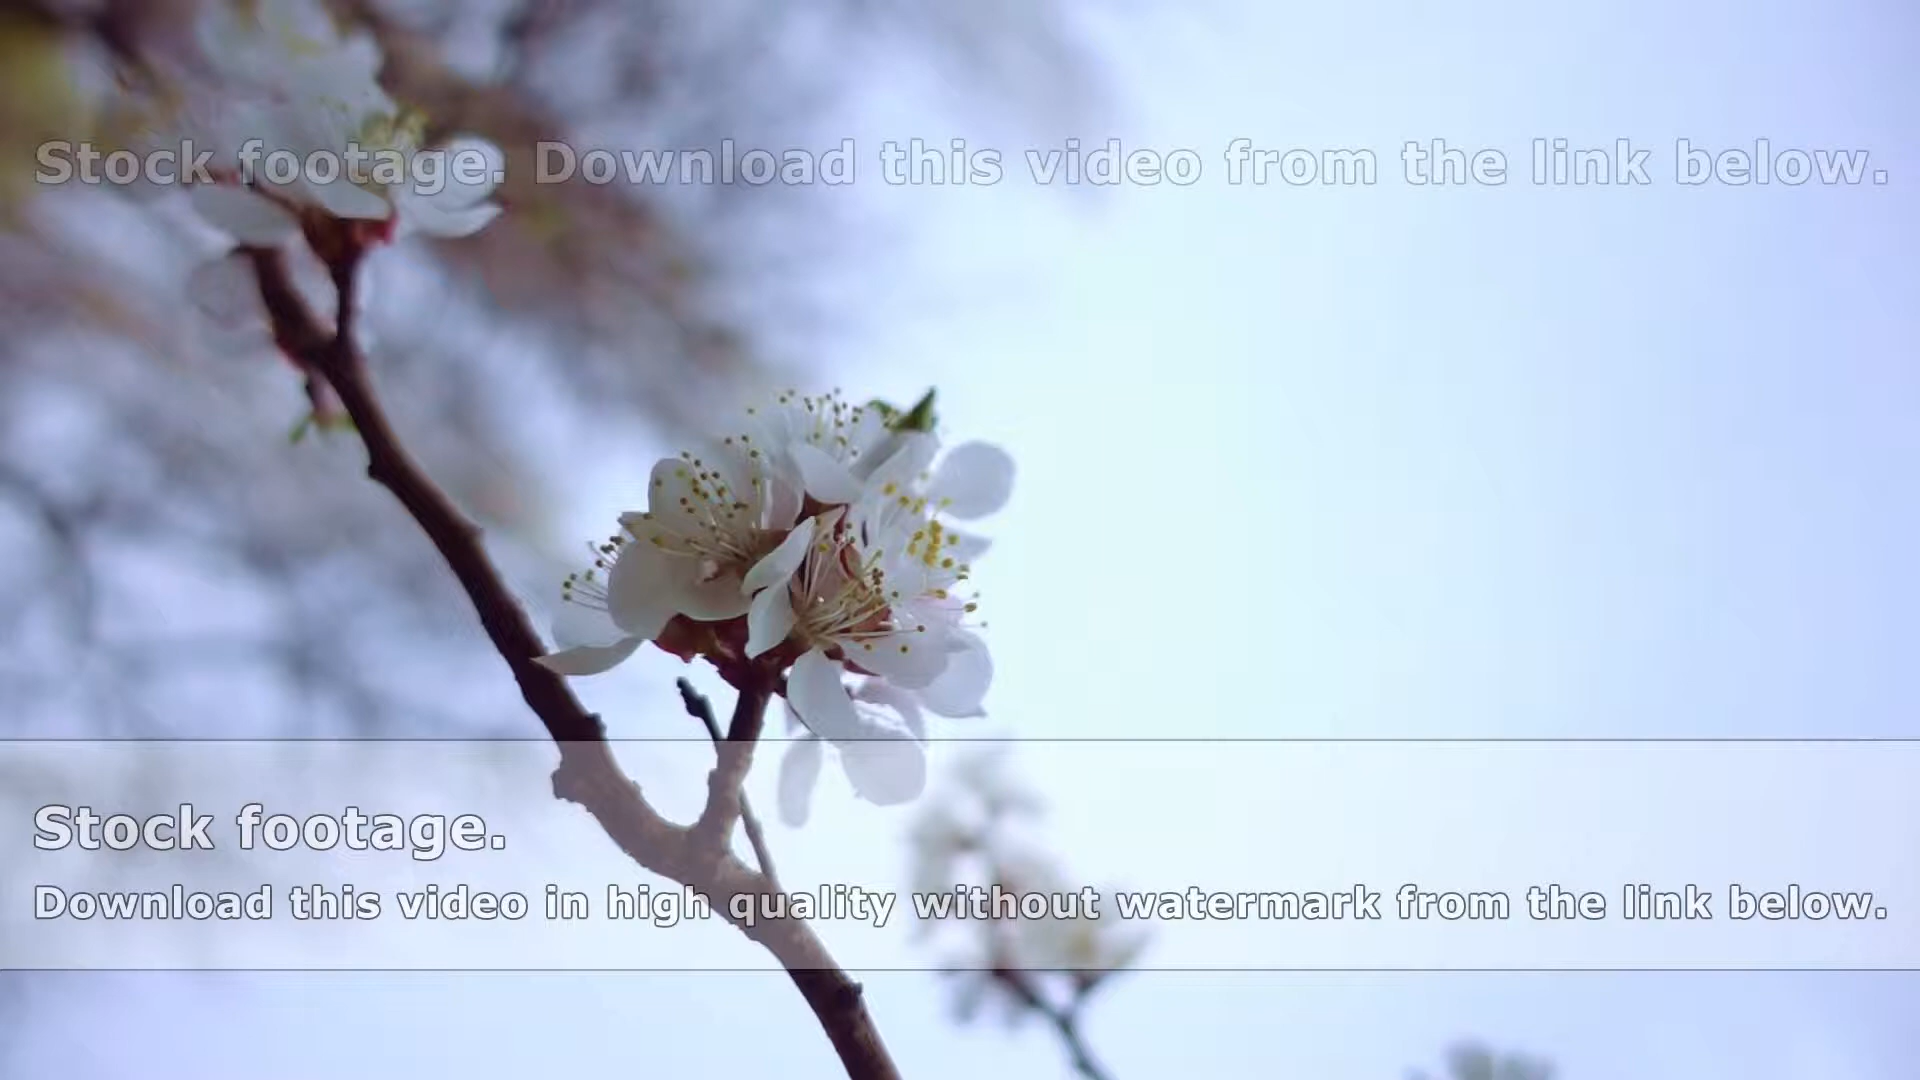 Stock footage. Download this video from the link below.
Stock footage.
Download this video in high quality without watermark from the link below.